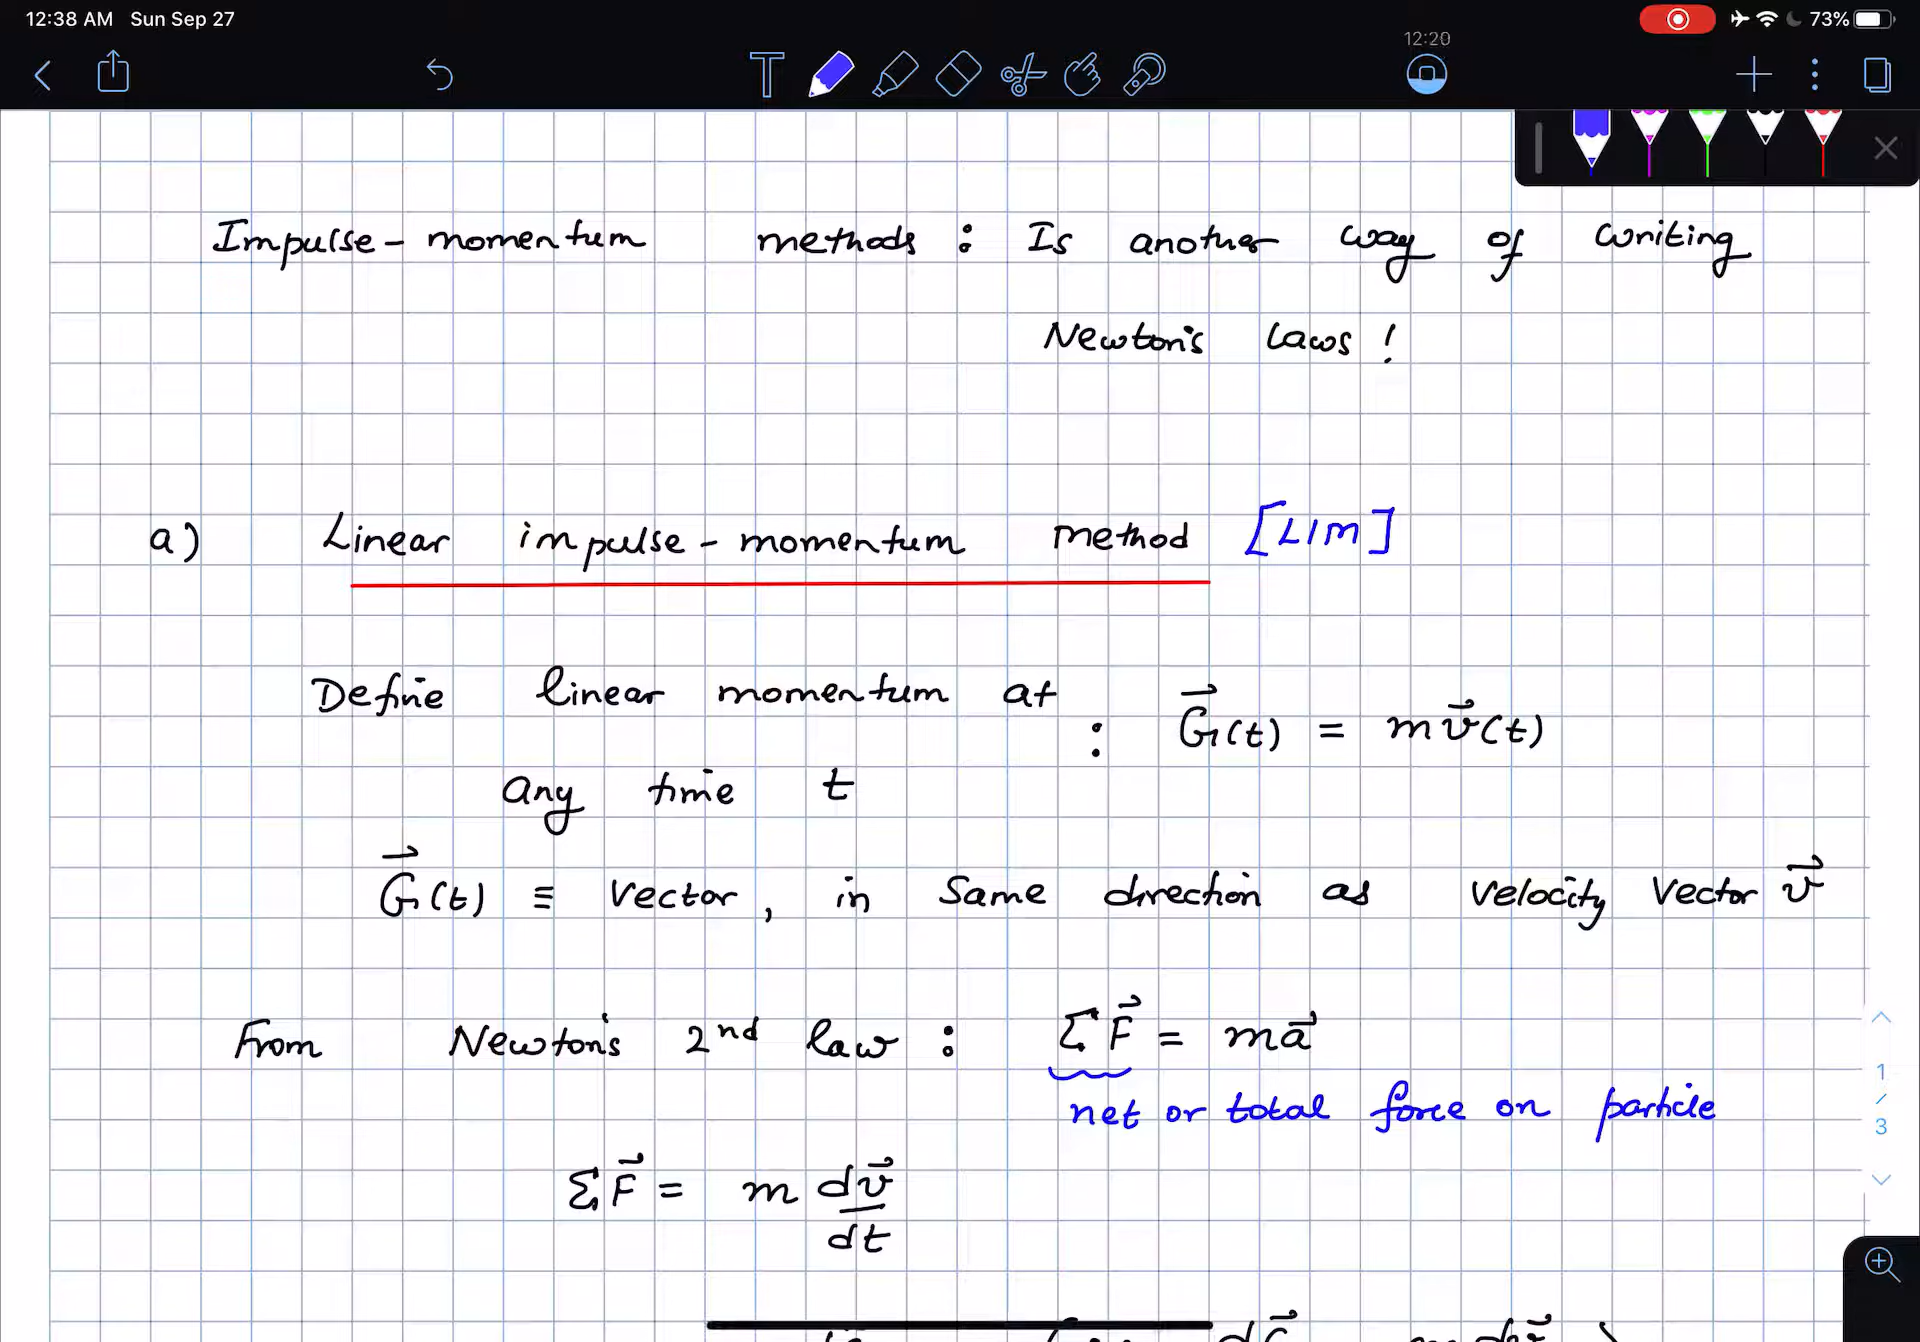 12:38 AM Sun Sep 27
73%
12:20
Impulse-momentum methods : Is another way of writing
Newton's Laws !
a) Linear impulse-momentum method [LIM]
Define linear momentum at
: G⃗(t) = mv⃗(t)
any time t
G⃗(t) ≡ vector, in same direction as velocity vector v⃗
From Newton's 2nd law : ΣF⃗ = ma⃗
net or total force on particle
ΣF⃗ = m dv⃗/dt
1
/
3